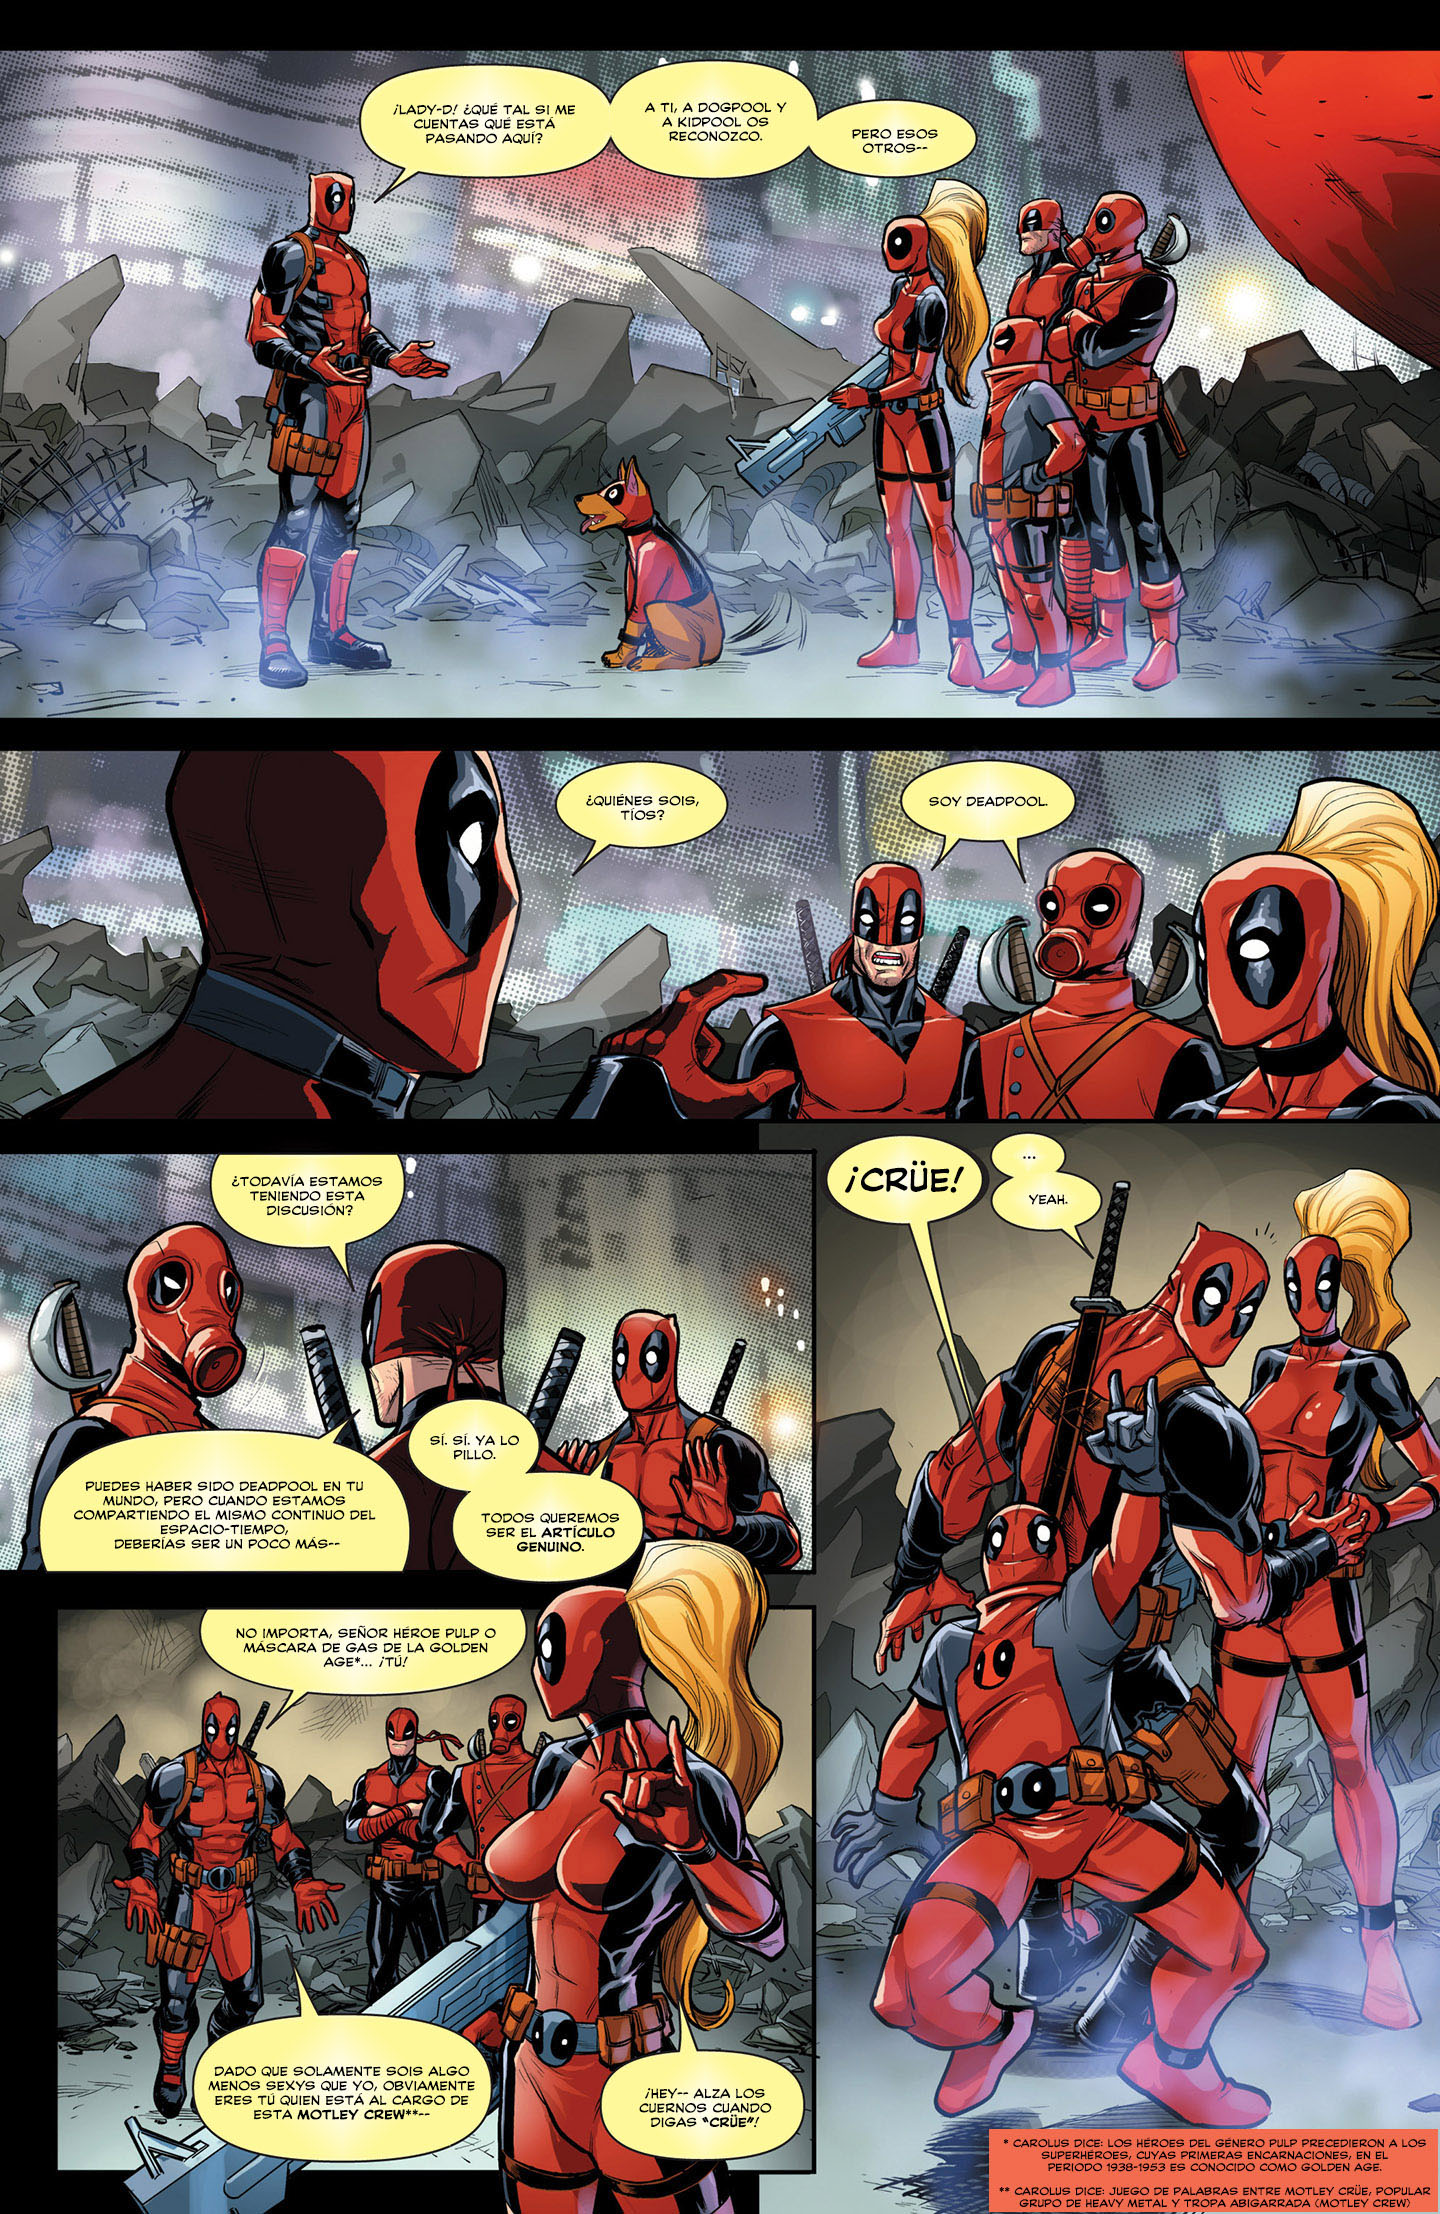 ¡LADY-D! ¿QUÉ TAL SI ME
CUENTAS QUÉ ESTÁ
PASANDO AQUÍ?
A TI, A DOGPOOL Y
A KIDPOOL OS
RECONOZCO.
PERO ESOS
OTROS--
¿QUIÉNES SOIS,
TÍOS?
SOY DEADPOOL.
¿TODAVÍA ESTAMOS
TENIENDO ESTA
DISCUSIÓN?
PUEDES HABER SIDO DEADPOOL EN TU
MUNDO, PERO CUANDO ESTAMOS
COMPARTIENDO EL MISMO CONTINUO DEL
ESPACIO-TIEMPO,
DEBERÍAS SER UN POCO MÁS--
SÍ. SÍ. YA LO
PILLO.
TODOS QUEREMOS
SER EL ARTÍCULO
GENUINO.
NO IMPORTA, SEÑOR HÉROE PULP O
MÁSCARA DE GAS DE LA GOLDEN
AGE*... ¡TÚ!
DADO QUE SOLAMENTE SOIS ALGO
MENOS SEXYS QUE YO, OBVIAMENTE
ERES TÚ QUIEN ESTÁ AL CARGO DE
ESTA MOTLEY CREW**--
¡HEY-- ALZA LOS
CUERNOS CUANDO
DIGAS "CRÜE"!
¡CRÜE!
...
YEAH.
* CAROLUS DICE: LOS HÉROES DEL GÉNERO PULP PRECEDIERON A LOS
SUPERHÉROES, CUYAS PRIMERAS ENCARNACIONES, EN EL
PERIODO 1938-1953 ES CONOCIDO COMO GOLDEN AGE.
** CAROLUS DICE: JUEGO DE PALABRAS ENTRE MOTLEY CRÜE, POPULAR
GRUPO DE HEAVY METAL Y TROPA ABIGARRADA (MOTLEY CREW)